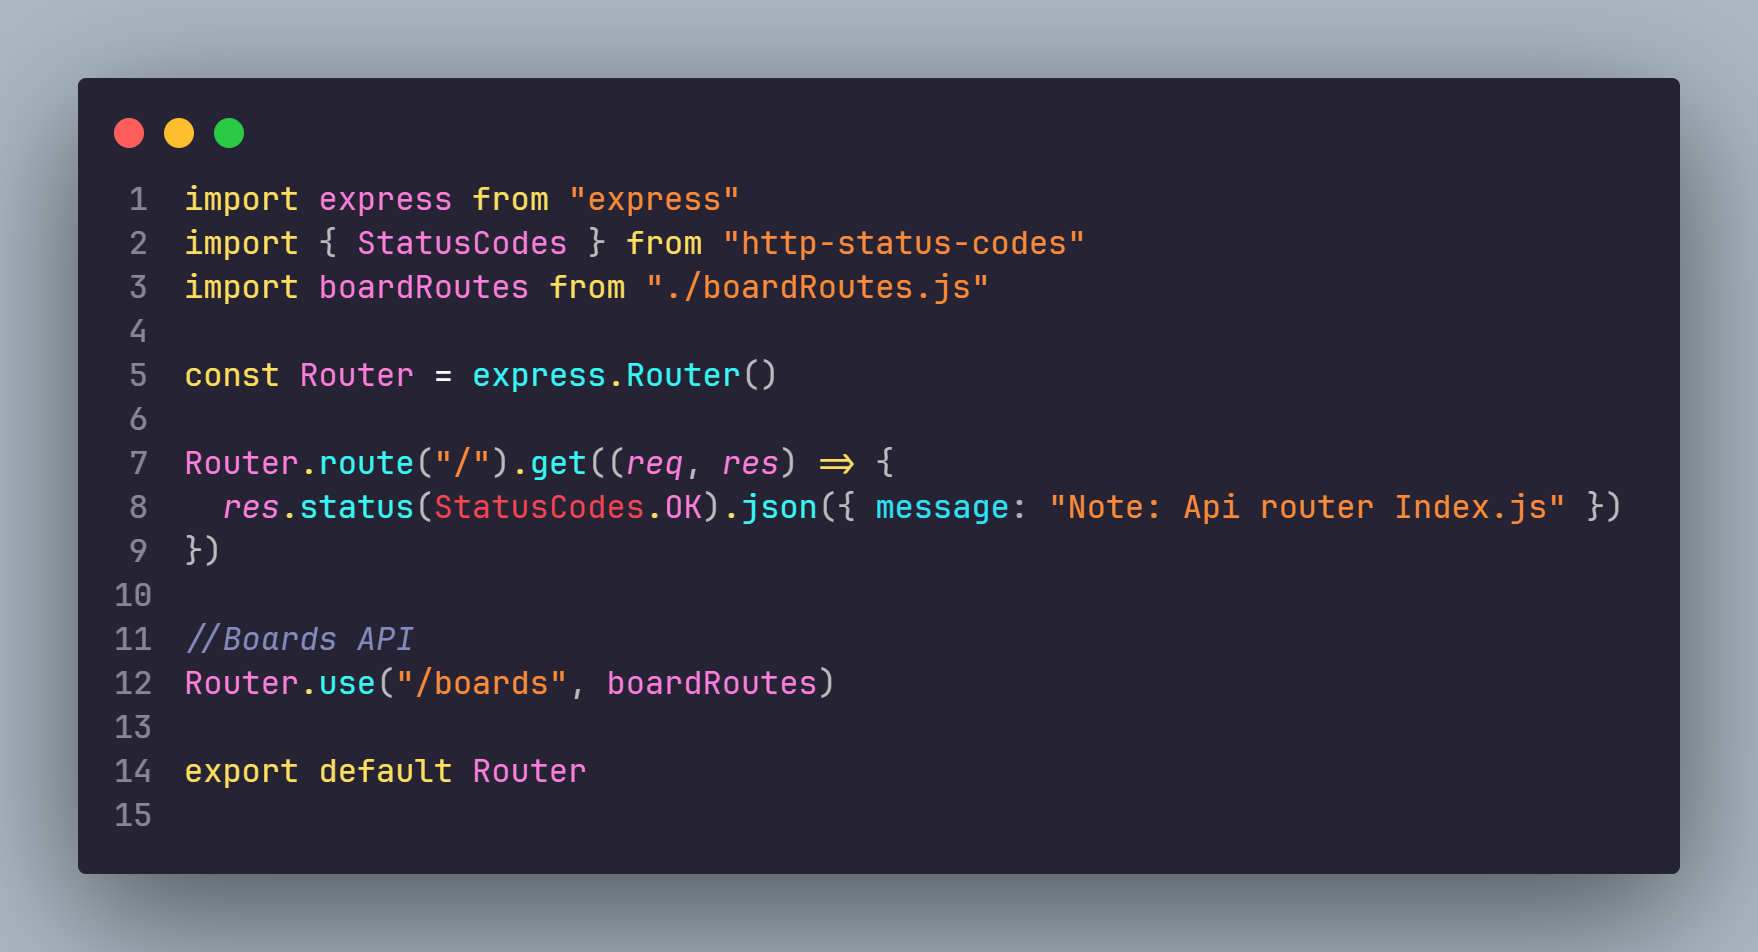 1 import express from "express"
2 import { StatusCodes } from "http-status-codes"
3 import boardRoutes from "./boardRoutes.js"
4
5 const Router = express.Router()
6
7 Router.route("/").get((req, res) => {
8   res.status(StatusCodes.OK).json({ message: "Note: Api router Index.js" })
9 })
10
11 //Boards API
12 Router.use("/boards", boardRoutes)
13
14 export default Router
15